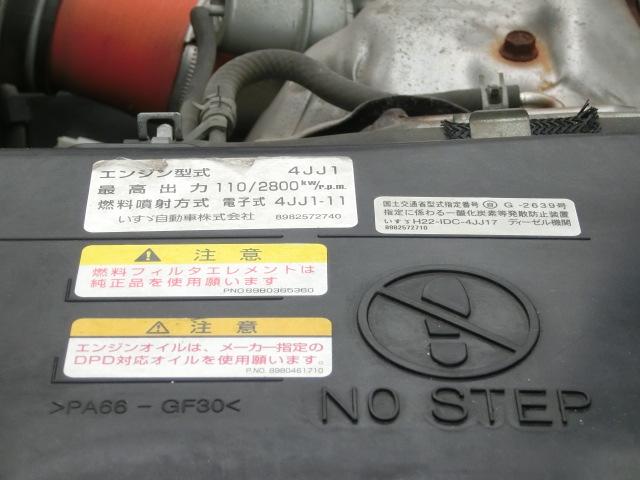 エンジン型式 4JJ1
最高出力 110/2800kw/r.p.m.
燃料噴射方式 電子式 4JJ1-11
いすゞ自動車株式会社 8982572740
国土交通省型式指定番号 自 G-2639号
指定に係わる一酸化炭素等発散防止装置
いすゞH22-IDC-4JJ17 ディーゼル機関
8982572710
注意
燃料フィルタエレメントは
純正品を使用願います
P.NO.8980365360
注意
エンジンオイルは、メーカー指定の
DPD対応オイルを使用願います。
P.NO. 8980461710
>PA66-GF30<
NO STEP